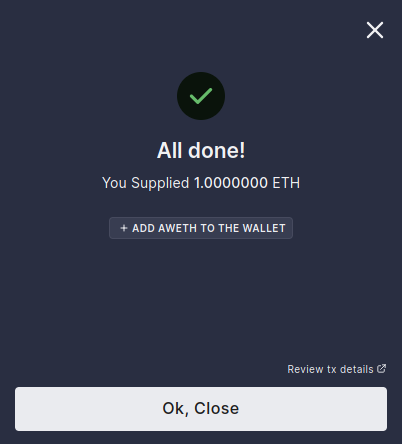 All done!
You Supplied 1.0000000 ETH
+ ADD AWETH TO THE WALLET
Review tx details
Ok, Close